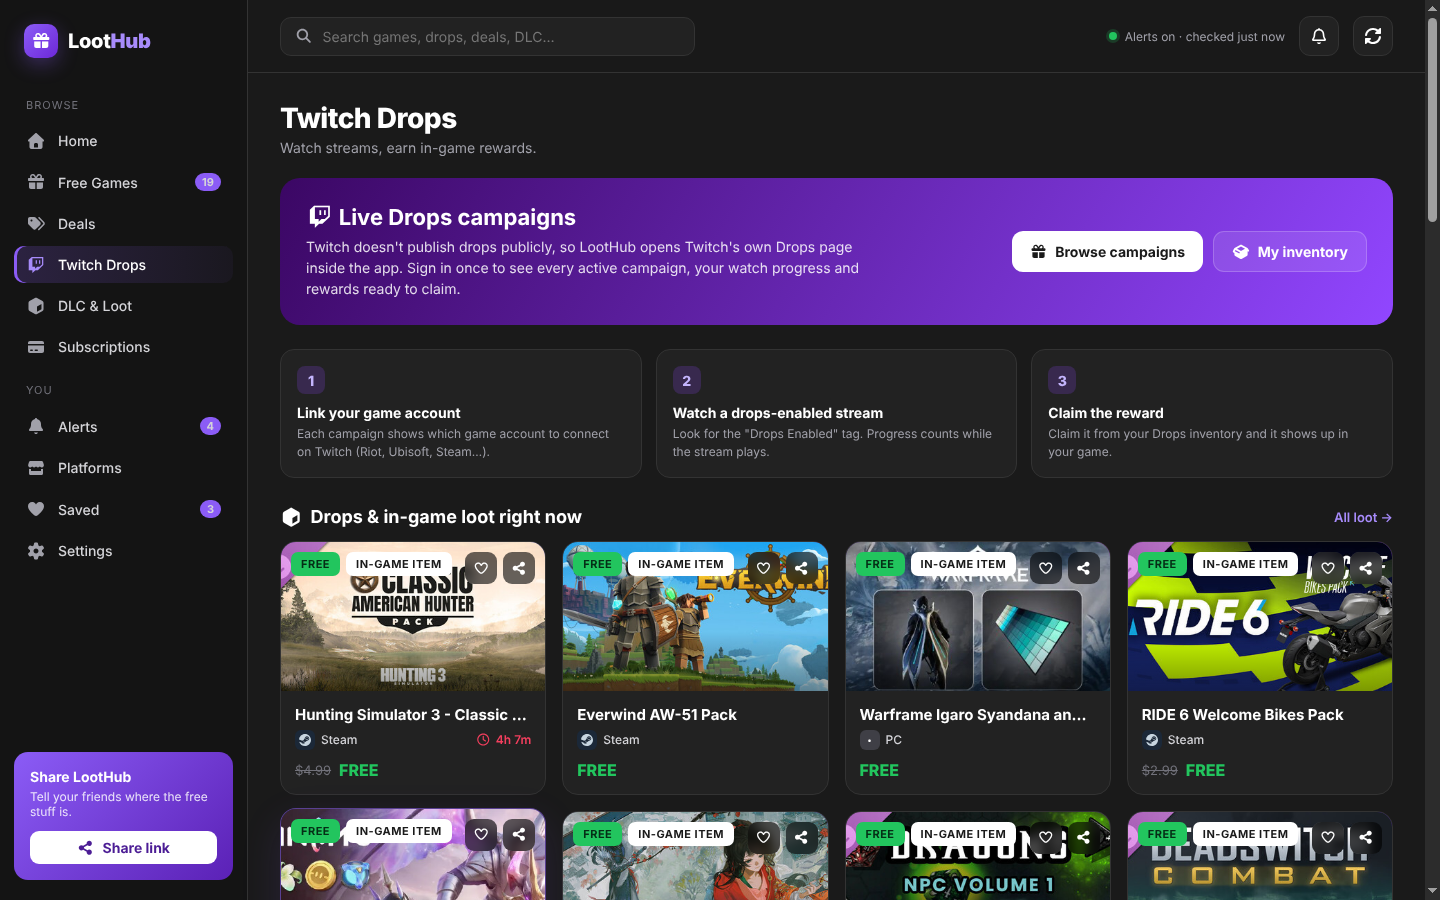 LootHub
Search games, drops, deals, DLC...
Alerts on · checked just now
BROWSE
Home
Free Games
19
Deals
Twitch Drops
DLC & Loot
Subscriptions
YOU
Alerts
4
Platforms
Saved
3
Settings
Share LootHub
Tell your friends where the free
stuff is.
Share link
Twitch Drops
Watch streams, earn in-game rewards.
Live Drops campaigns
Twitch doesn't publish drops publicly, so LootHub opens Twitch's own Drops page
inside the app. Sign in once to see every active campaign, your watch progress and
rewards ready to claim.
Browse campaigns
My inventory
1
Link your game account
Each campaign shows which game account to connect
on Twitch (Riot, Ubisoft, Steam...).
2
Watch a drops-enabled stream
Look for the "Drops Enabled" tag. Progress counts while
the stream plays.
3
Claim the reward
Claim it from your Drops inventory and it shows up in
your game.
Drops & in-game loot right now
All loot →
FREE
IN-GAME ITEM
CLASSIC
AMERICAN HUNTER
PACK
HUNTING 3
SIMULATOR
Hunting Simulator 3 - Classic ...
Steam
4h 7m
$4.99 FREE
FREE
IN-GAME ITEM
EVERWIN
Everwind AW-51 Pack
Steam
FREE
FREE
IN-GAME ITEM
WARFRAME
Warframe Igaro Syandana an...
PC
FREE
FREE
IN-GAME ITEM
BIKES PACK
RIDE 6
RIDE 6 Welcome Bikes Pack
Steam
$2.99 FREE
FREE
IN-GAME ITEM
FREE
IN-GAME ITEM
FREE
IN-GAME ITEM
DRAGONS
NPC VOLUME 1
FREE
IN-GAME ITEM
DEADSWITCH
COMBAT